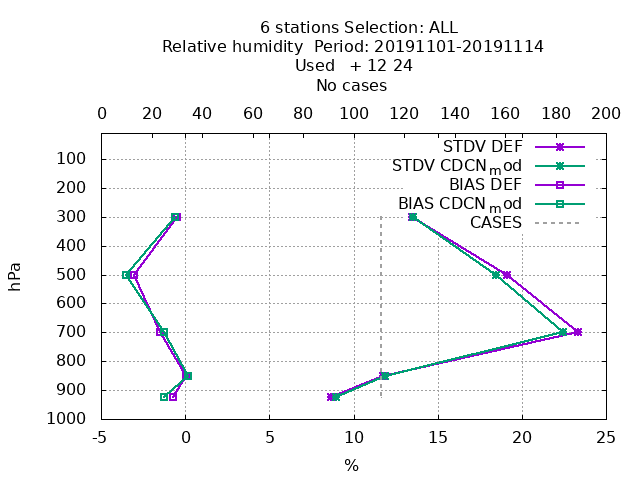 6 stations Selection: ALL
Relative humidity  Period: 20191101-20191114
Used   + 12 24
No cases
0 20 40 60 80 100 120 140 160 180 200
STDV DEF
STDV CDCNmod
BIAS DEF
BIAS CDCNmod
CASES
100
200
300
400
500
600
700
800
900
1000
hPa
-5 0 5 10 15 20 25
%